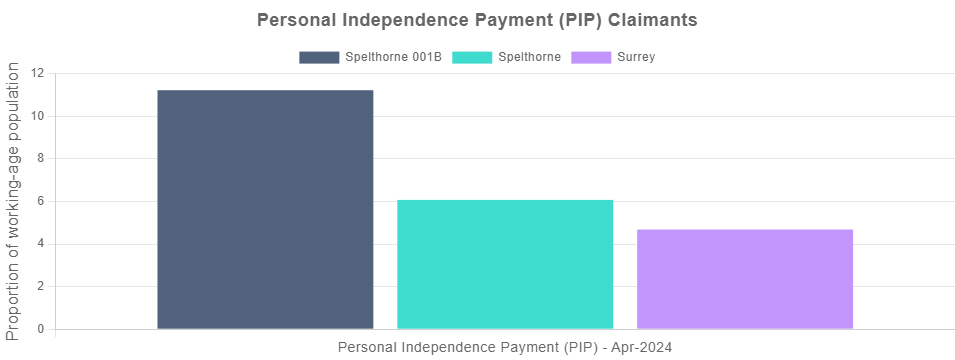 Personal Independence Payment (PIP) Claimants
Spelthorne 001B
Spelthorne
Surrey
Proportion of working-age population
12
10
8
6
4
2
0
Personal Independence Payment (PIP) - Apr-2024